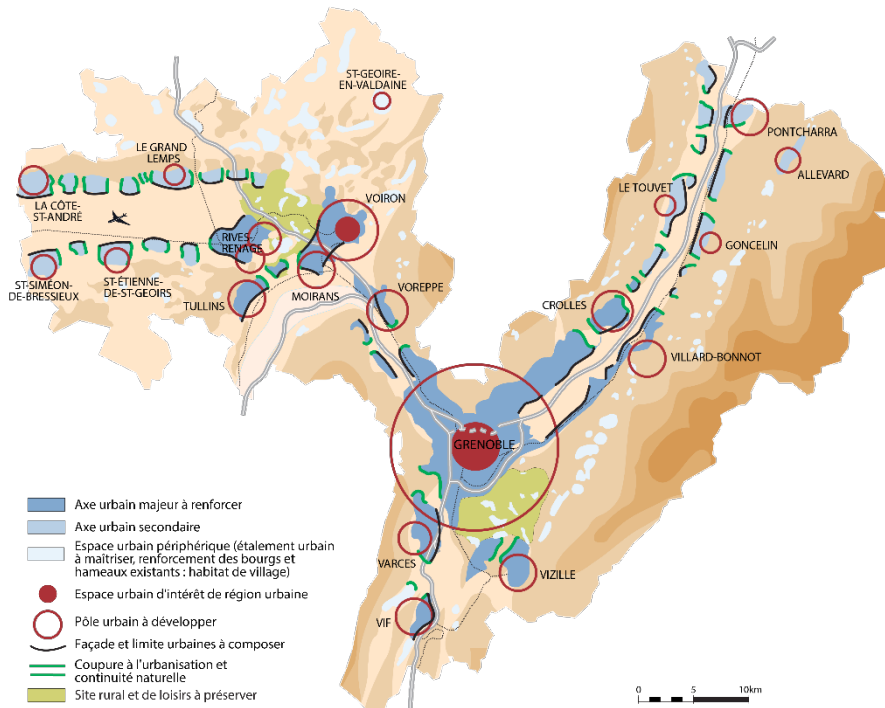 ST-GEOIRE-
EN-VALDAINE
PONTCHARRA
LE GRAND
LEMPS
ALLEVARD
LE TOUVET
LA CÔTE-
ST-ANDRÉ
VOIRON
RIVES-
RENAGE
GONCELIN
ST-SIMÉON-
DE-BRESSIEUX
ST-ÉTIENNE-
DE-ST-GEOIRS
MOIRANS
VOREPPE
TULLINS
CROLLES
VILLARD-BONNOT
GRENOBLE
VARCES
VIZILLE
VIF
Axe urbain majeur à renforcer
Axe urbain secondaire
Espace urbain périphérique (étalement urbain
à maîtriser, renforcement des bourgs et
hameaux existants : habitat de village)
Espace urbain d'intérêt de région urbaine
Pôle urbain à développer
Façade et limite urbaines à composer
Coupure à l'urbanisation et
continuité naturelle
Site rural et de loisirs à préserver
0 5 10km